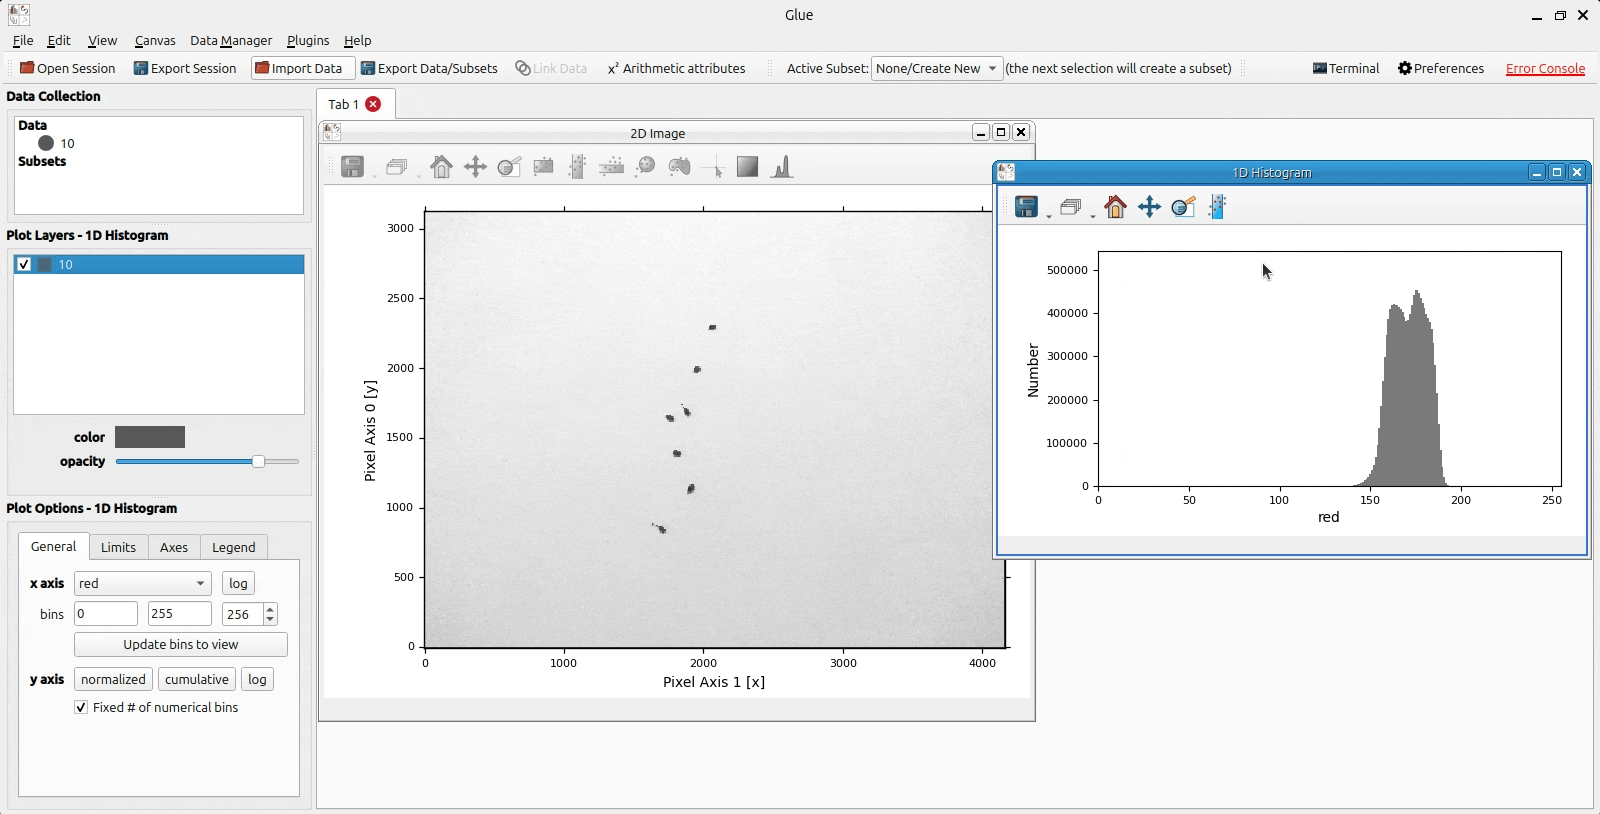 Glue
File Edit View Canvas Data Manager Plugins Help
Open Session Export Session Import Data Export Data/Subsets Link Data x² Arithmetic attributes Active Subset: None/Create New (the next selection will create a subset) Terminal Preferences Error Console
Data Collection
Data
10
Subsets
Plot Layers - 1D Histogram
10
color
opacity
Plot Options - 1D Histogram
General Limits Axes Legend
x axis red log
bins 0 255 256
Update bins to view
y axis normalized cumulative log
Fixed # of numerical bins
Tab 1
2D Image
3000
2500
2000
1500
1000
500
0
Pixel Axis 0 [y]
0 1000 2000 3000 4000
Pixel Axis 1 [x]
1D Histogram
500000
400000
300000
200000
100000
0
Number
0 50 100 150 200 250
red